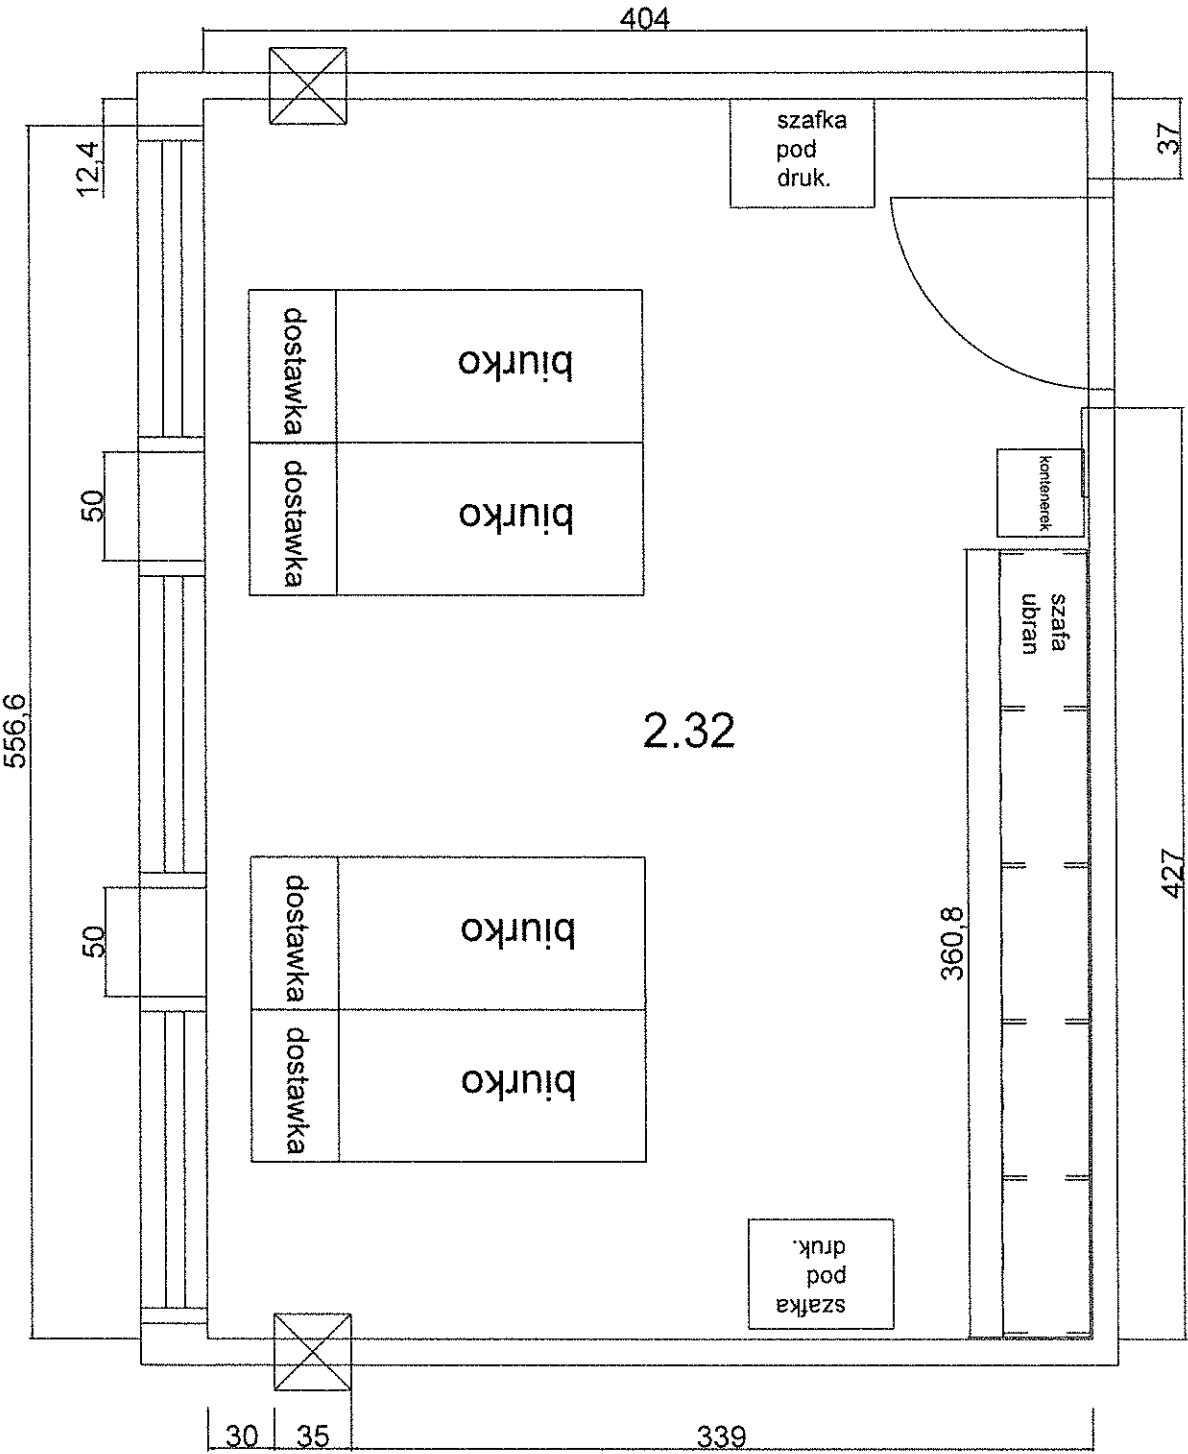 404
12,4
37
szafka
pod
druk.
dostawka
biurko
dostawka
biurko
50
kontenerek
szafa
ubran
556,6
2.32
427
360,8
50
dostawka
biurko
dostawka
biurko
szafka
pod
druk.
30
35
339